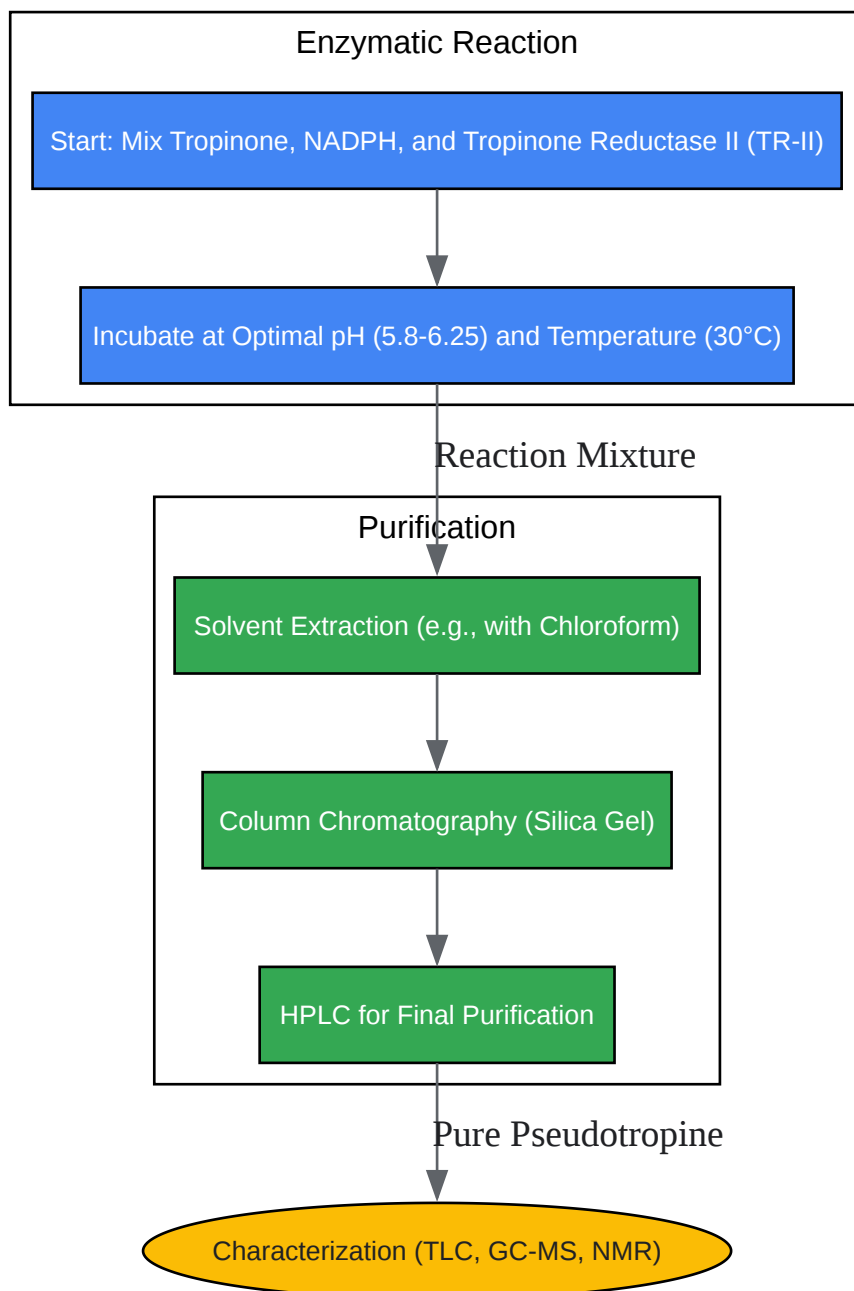 Enzymatic Reaction
Start: Mix Tropinone, NADPH, and Tropinone Reductase II (TR-II)
Incubate at Optimal pH (5.8-6.25) and Temperature (30°C)
Reaction Mixture
Purification
Solvent Extraction (e.g., with Chloroform)
Column Chromatography (Silica Gel)
HPLC for Final Purification
Pure Pseudotropine
Characterization (TLC, GC-MS, NMR)